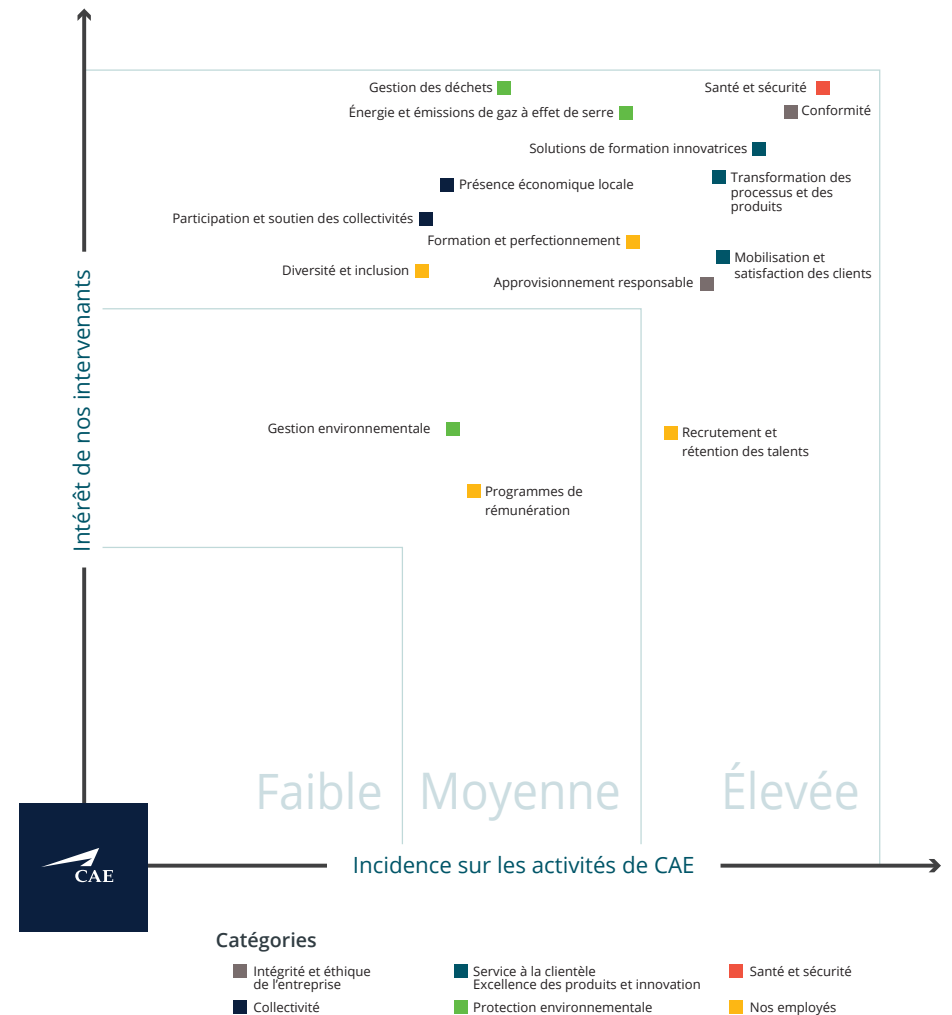 Gestion des déchets
Santé et sécurité
Énergie et émissions de gaz à effet de serre
Conformité
Solutions de formation innovatrices
Présence économique locale
Transformation des
processus et des
produits
Participation et soutien des collectivités
Formation et perfectionnement
Diversité et inclusion
Mobilisation et
satisfaction des clients
Approvisionnement responsable
Intérêt de nos intervenants
Gestion environnementale
Recrutement et
rétention des talents
Programmes de
rémunération
Faible
Moyenne
Élevée
CAE
Incidence sur les activités de CAE
Catégories
Intégrité et éthique
de l’entreprise
Service à la clientèle
Excellence des produits et innovation
Santé et sécurité
Collectivité
Protection environnementale
Nos employés